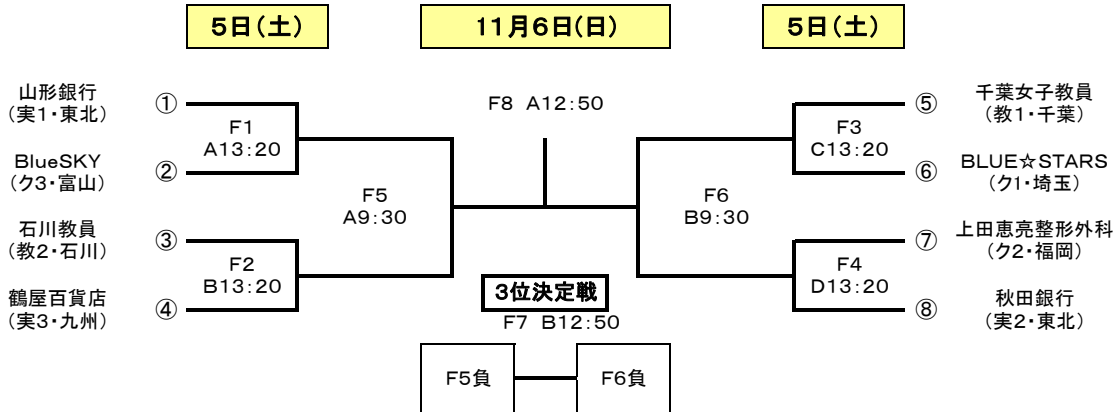 5日(土)
11月6日(日)
5日(土)
山形銀行
(実1・東北)
①
F1
A13:20
BlueSKY
(ク3・富山)
②
石川教員
(教2・石川)
③
F2
B13:20
鶴屋百貨店
(実3・九州)
④
F5
A9:30
F8 A12:50
F6
B9:30
3位決定戦
F7 B12:50
F5負
F6負
⑤
千葉女子教員
(教1・千葉)
F3
C13:20
⑥
BLUE☆STARS
(ク1・埼玉)
⑦
上田恵亮整形外科
(ク2・福岡)
F4
D13:20
⑧
秋田銀行
(実2・東北)